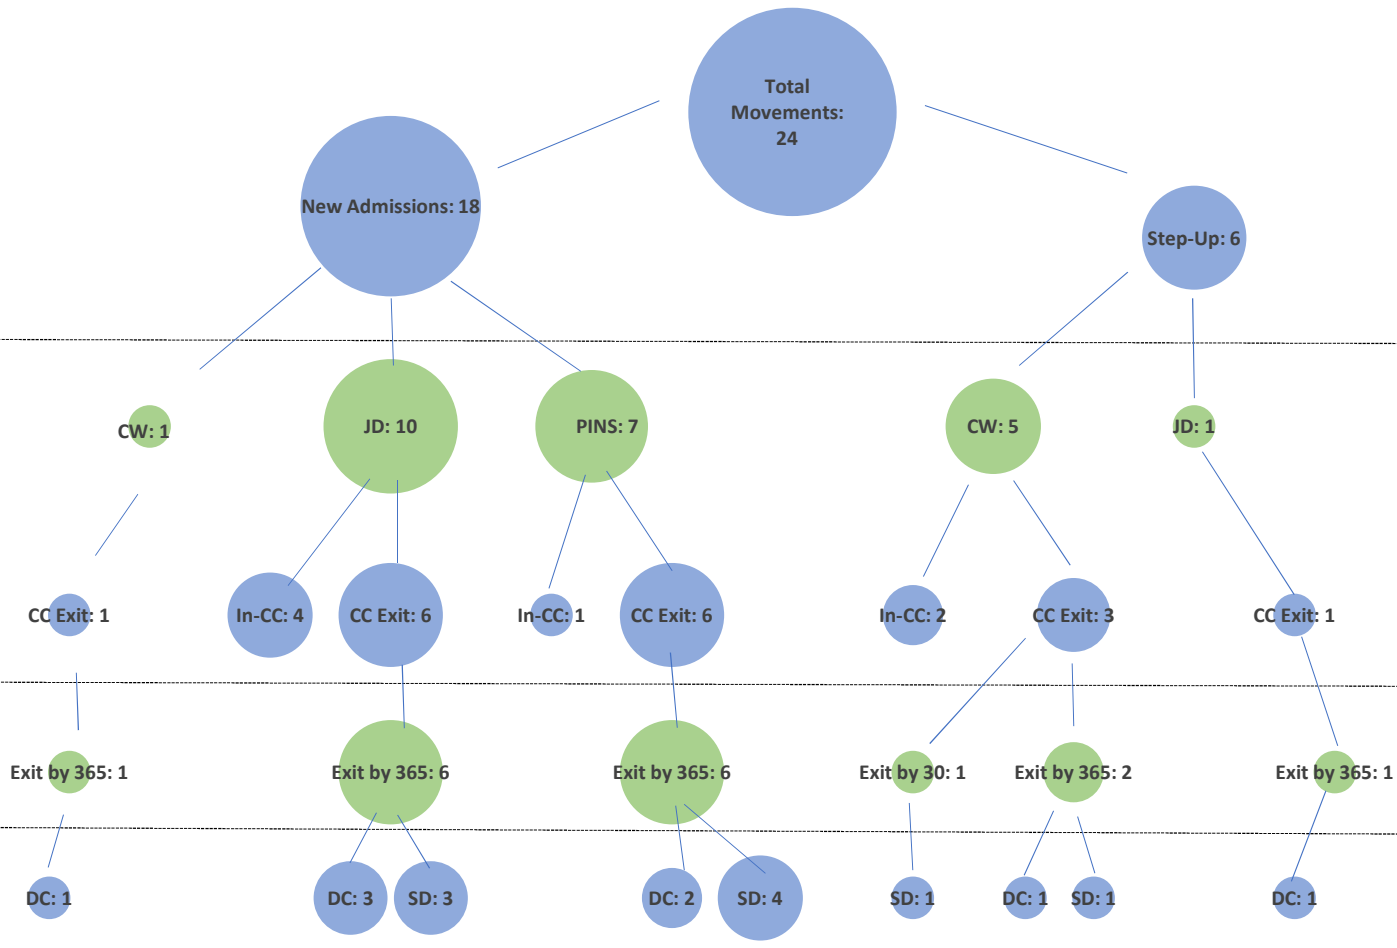 Total
Movements:
24
New Admissions: 18
Step-Up: 6
CW: 1
JD: 10
PINS: 7
CW: 5
JD: 1
CC Exit: 1
In-CC: 4
CC Exit: 6
In-CC: 1
CC Exit: 6
In-CC: 2
CC Exit: 3
CC Exit: 1
Exit by 365: 1
Exit by 365: 6
Exit by 365: 6
Exit by 30: 1
Exit by 365: 2
Exit by 365: 1
DC: 1
DC: 3
SD: 3
DC: 2
SD: 4
SD: 1
DC: 1
SD: 1
DC: 1